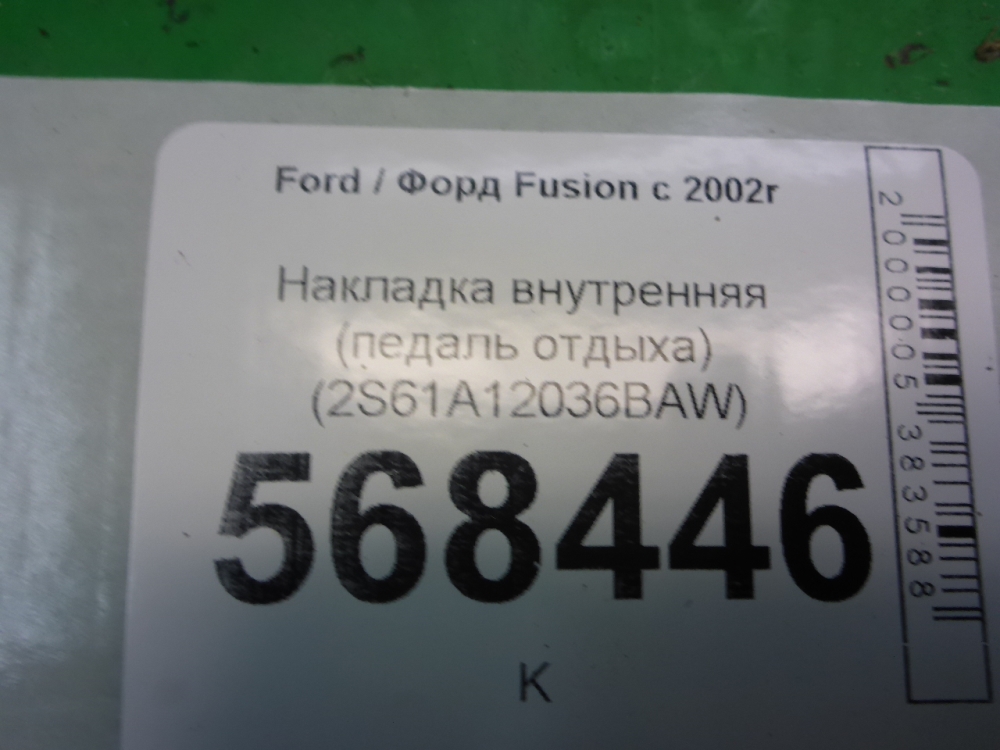 Ford / Форд Fusion с 2002г
Накладка внутренняя
(педаль отдыха)
(2S61A12036BAW)
568446
К
2000005383588